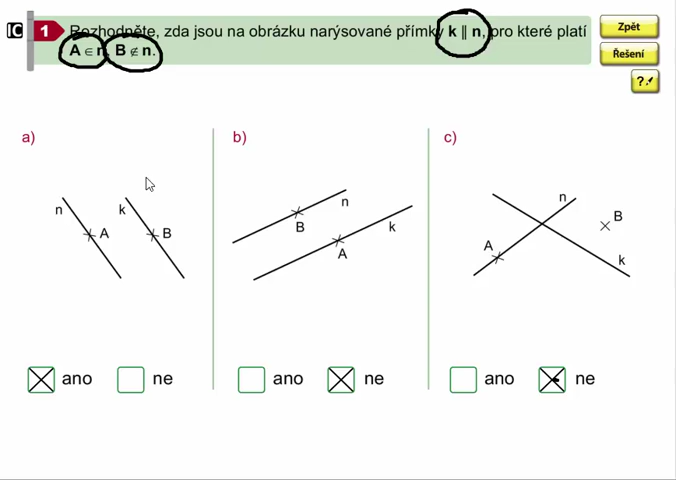 1 Rozhodněte, zda jsou na obrázku narýsované přímky k ∥ n, pro které platí
A ∈ n, B ∉ n.
Zpět
Řešení
?
a)
b)
c)
n
k
A
B
n
B
k
A
n
B
A
k
ano
ne
ano
ne
ano
ne